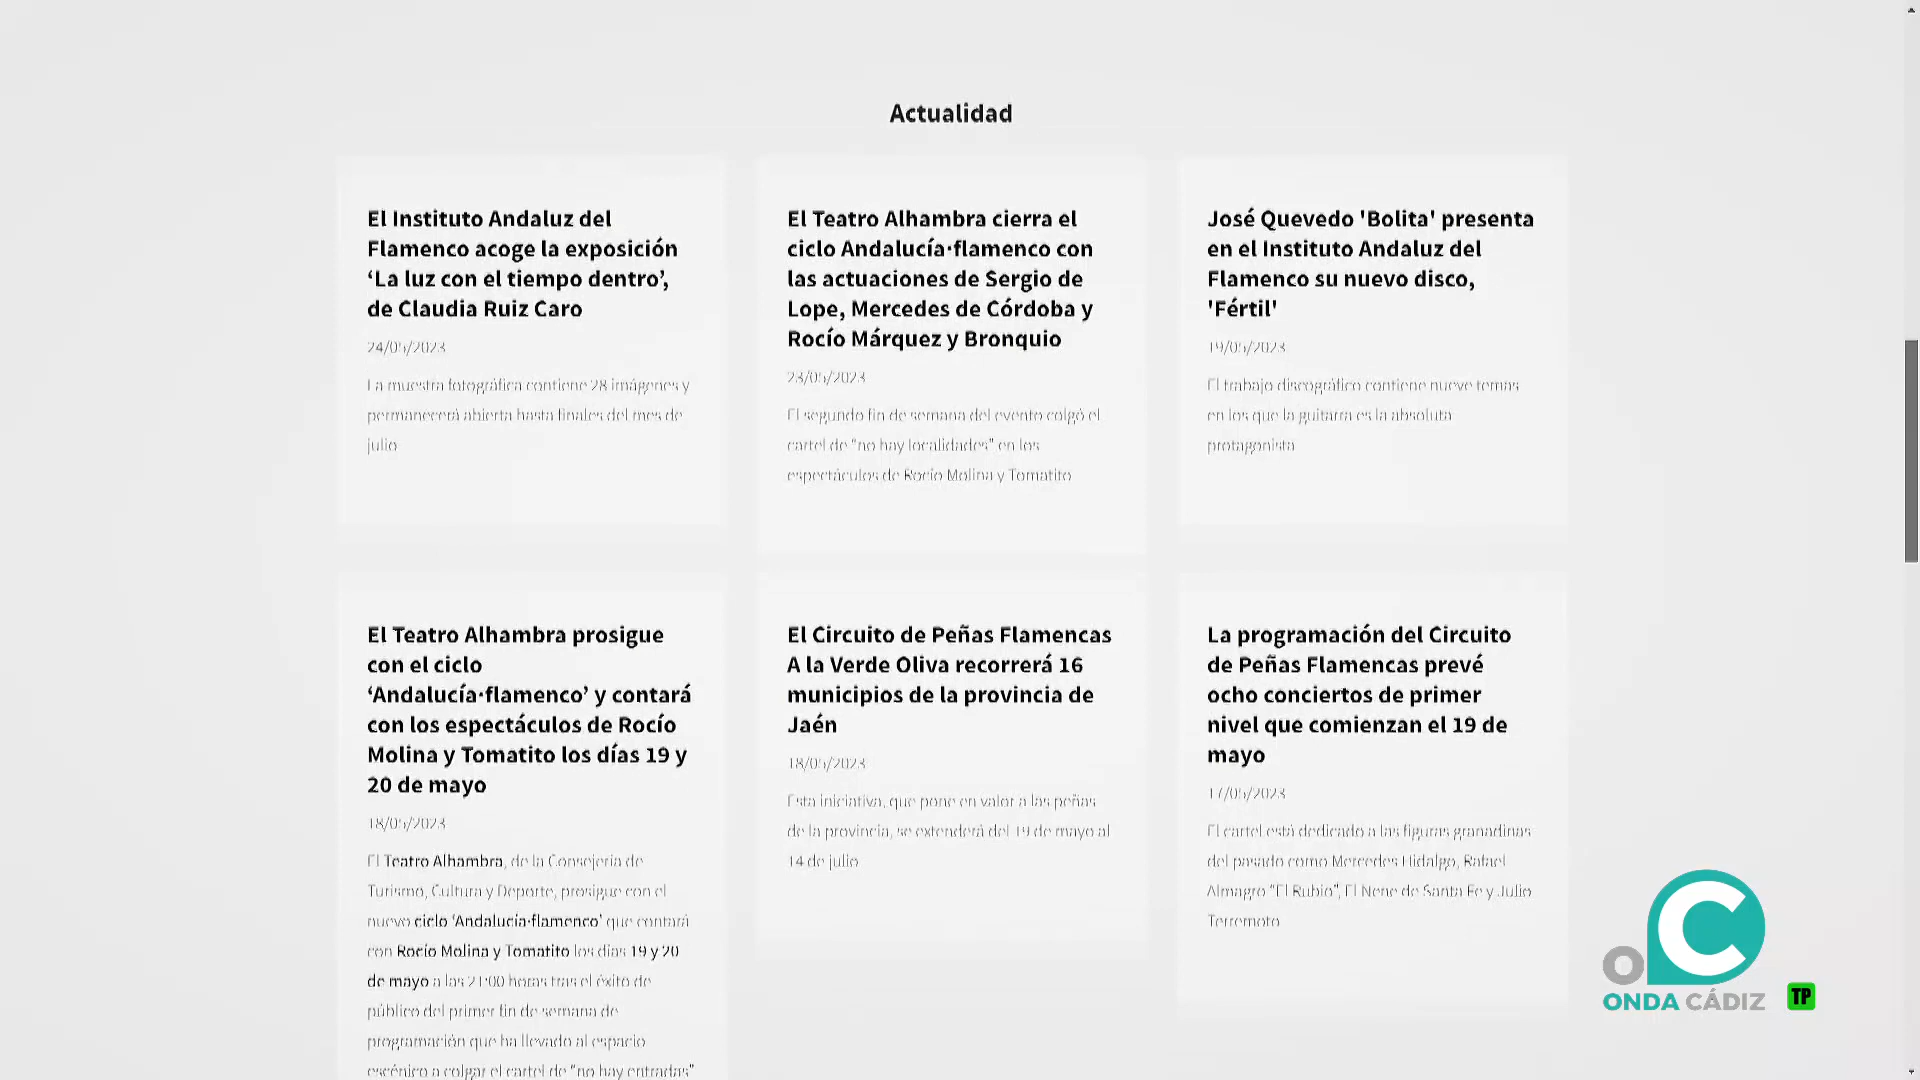 Actualidad
El Instituto Andaluz del
Flamenco acoge la exposición
‘La luz con el tiempo dentro’,
de Claudia Ruiz Caro
24/05/2023
La muestra fotográfica contiene 28 imágenes y
permanecerá abierta hasta finales del mes de
julio
El Teatro Alhambra cierra el
ciclo Andalucía·flamenco con
las actuaciones de Sergio de
Lope, Mercedes de Córdoba y
Rocío Márquez y Bronquio
23/05/2023
El segundo fin de semana del evento colgó el
cartel de “no hay localidades” en los
espectáculos de Rocío Molina y Tomatito
José Quevedo 'Bolita' presenta
en el Instituto Andaluz del
Flamenco su nuevo disco,
'Fértil'
19/05/2023
El trabajo discográfico contiene nueve temas
en los que la guitarra es la absoluta
protagonista
El Teatro Alhambra prosigue
con el ciclo
‘Andalucía·flamenco’ y contará
con los espectáculos de Rocío
Molina y Tomatito los días 19 y
20 de mayo
18/05/2023
El Teatro Alhambra, de la Consejería de
Turismo, Cultura y Deporte, prosigue con el
nuevo ciclo ‘Andalucía·flamenco’ que contará
con Rocío Molina y Tomatito los días 19 y 20
de mayo a las 21:00 horas tras el éxito de
público del primer fin de semana de
programación que ha llevado al espacio
escénico a colgar el cartel de “no hay entradas”
El Circuito de Peñas Flamencas
A la Verde Oliva recorrerá 16
municipios de la provincia de
Jaén
18/05/2023
Esta iniciativa, que pone en valor a las peñas
de la provincia, se extenderá del 19 de mayo al
14 de julio
La programación del Circuito
de Peñas Flamencas prevé
ocho conciertos de primer
nivel que comienzan el 19 de
mayo
17/05/2023
El cartel está dedicado a las figuras granadinas
del pasado como Mercedes Hidalgo, Rafael
Almagro “El Rubio”, El Nene de Santa Fe y Julio
Terremoto
OC
ONDA CÁDIZ
TP